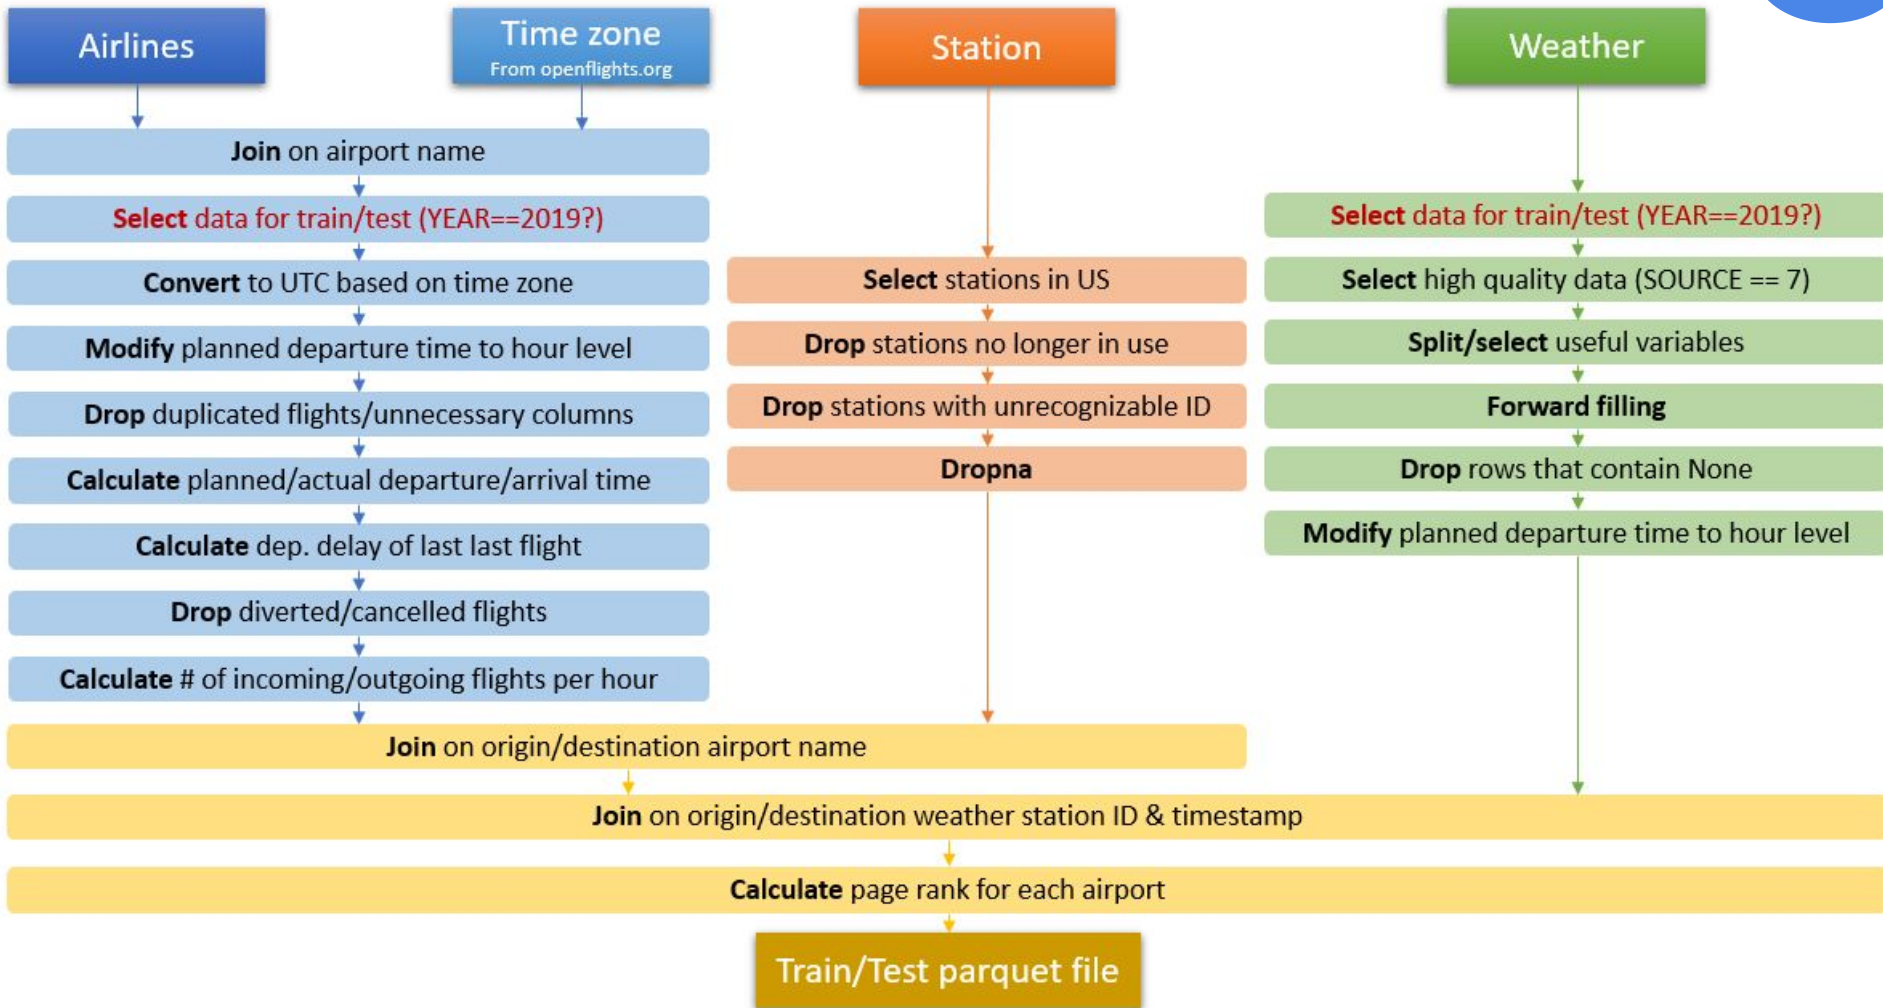 Airlines
Time zone
From openflights.org
Station
Weather
Join on airport name
Select data for train/test (YEAR==2019?)
Convert to UTC based on time zone
Modify planned departure time to hour level
Drop duplicated flights/unnecessary columns
Calculate planned/actual departure/arrival time
Calculate dep. delay of last last flight
Drop diverted/cancelled flights
Calculate # of incoming/outgoing flights per hour
Select stations in US
Drop stations no longer in use
Drop stations with unrecognizable ID
Dropna
Select data for train/test (YEAR==2019?)
Select high quality data (SOURCE == 7)
Split/select useful variables
Forward filling
Drop rows that contain None
Modify planned departure time to hour level
Join on origin/destination airport name
Join on origin/destination weather station ID & timestamp
Calculate page rank for each airport
Train/Test parquet file